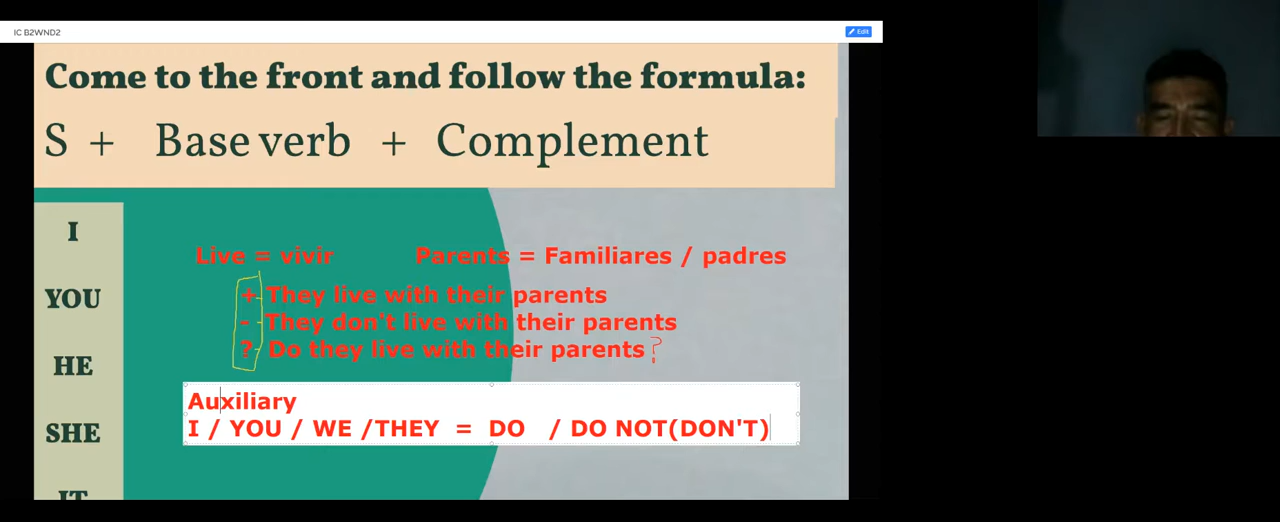 IC B2WND2
Edit
Come to the front and follow the formula:
S + Base verb + Complement
I
YOU
HE
SHE
IT
Live = vivir Parents = Familiares / padres
+ They live with their parents
- They don't live with their parents
? Do they live with their parents?
Auxiliary
I / YOU / WE /THEY = DO / DO NOT(DON'T)